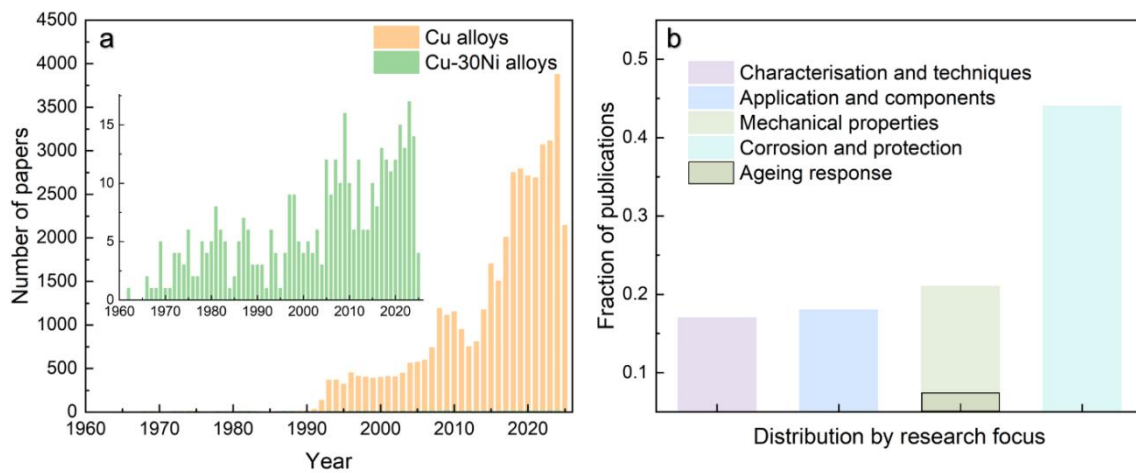 a
Cu alloys
Cu-30Ni alloys
4500
4000
3500
3000
2500
2000
1500
1000
500
0
1960
1970
1980
1990
2000
2010
2020
Number of papers
Year
15
10
5
0
1960
1970
1980
1990
2000
2010
2020
b
Characterisation and techniques
Application and components
Mechanical properties
Corrosion and protection
Ageing response
0.5
0.4
0.3
0.2
0.1
Fraction of publications
Distribution by research focus